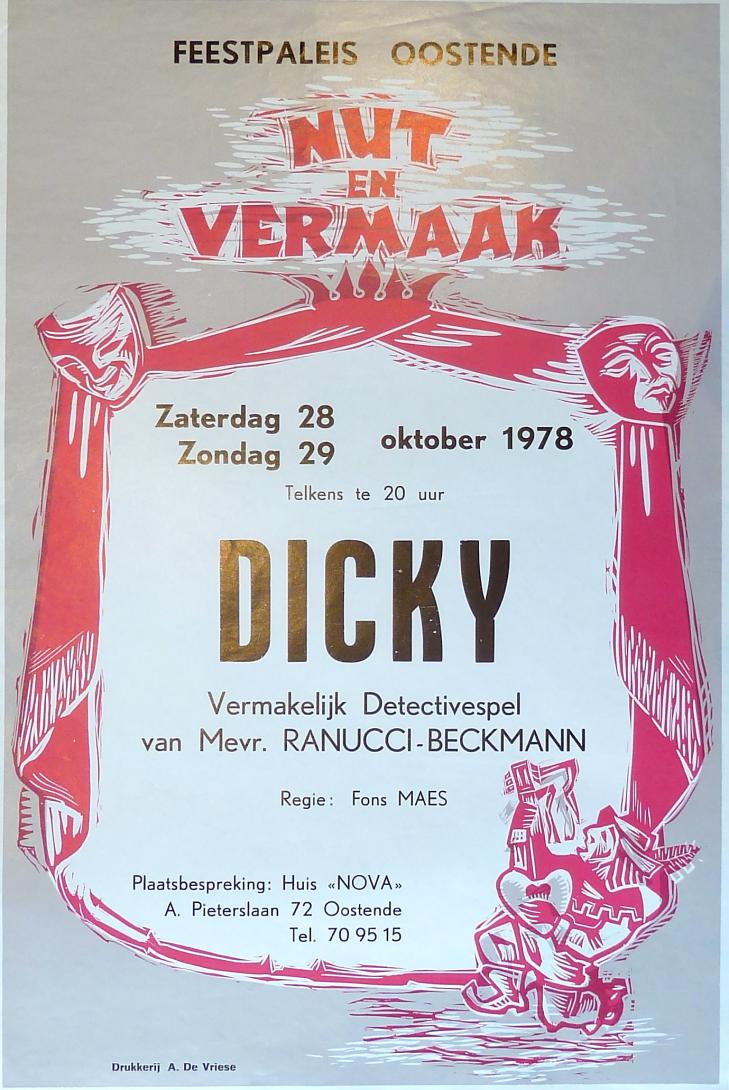 FEESTPALEIS OOSTENDE
NUT
EN
VERMAAK
Zaterdag 28
Zondag 29
oktober 1978
Telkens te 20 uur
DICKY
Vermakelijk Detectivespel
van Mevr. RANUCCI-BECKMANN
Regie: Fons MAES
Plaatsbespreking: Huis «NOVA»
A. Pieterslaan 72 Oostende
Tel. 70 95 15
Drukkerij A. De Vriese